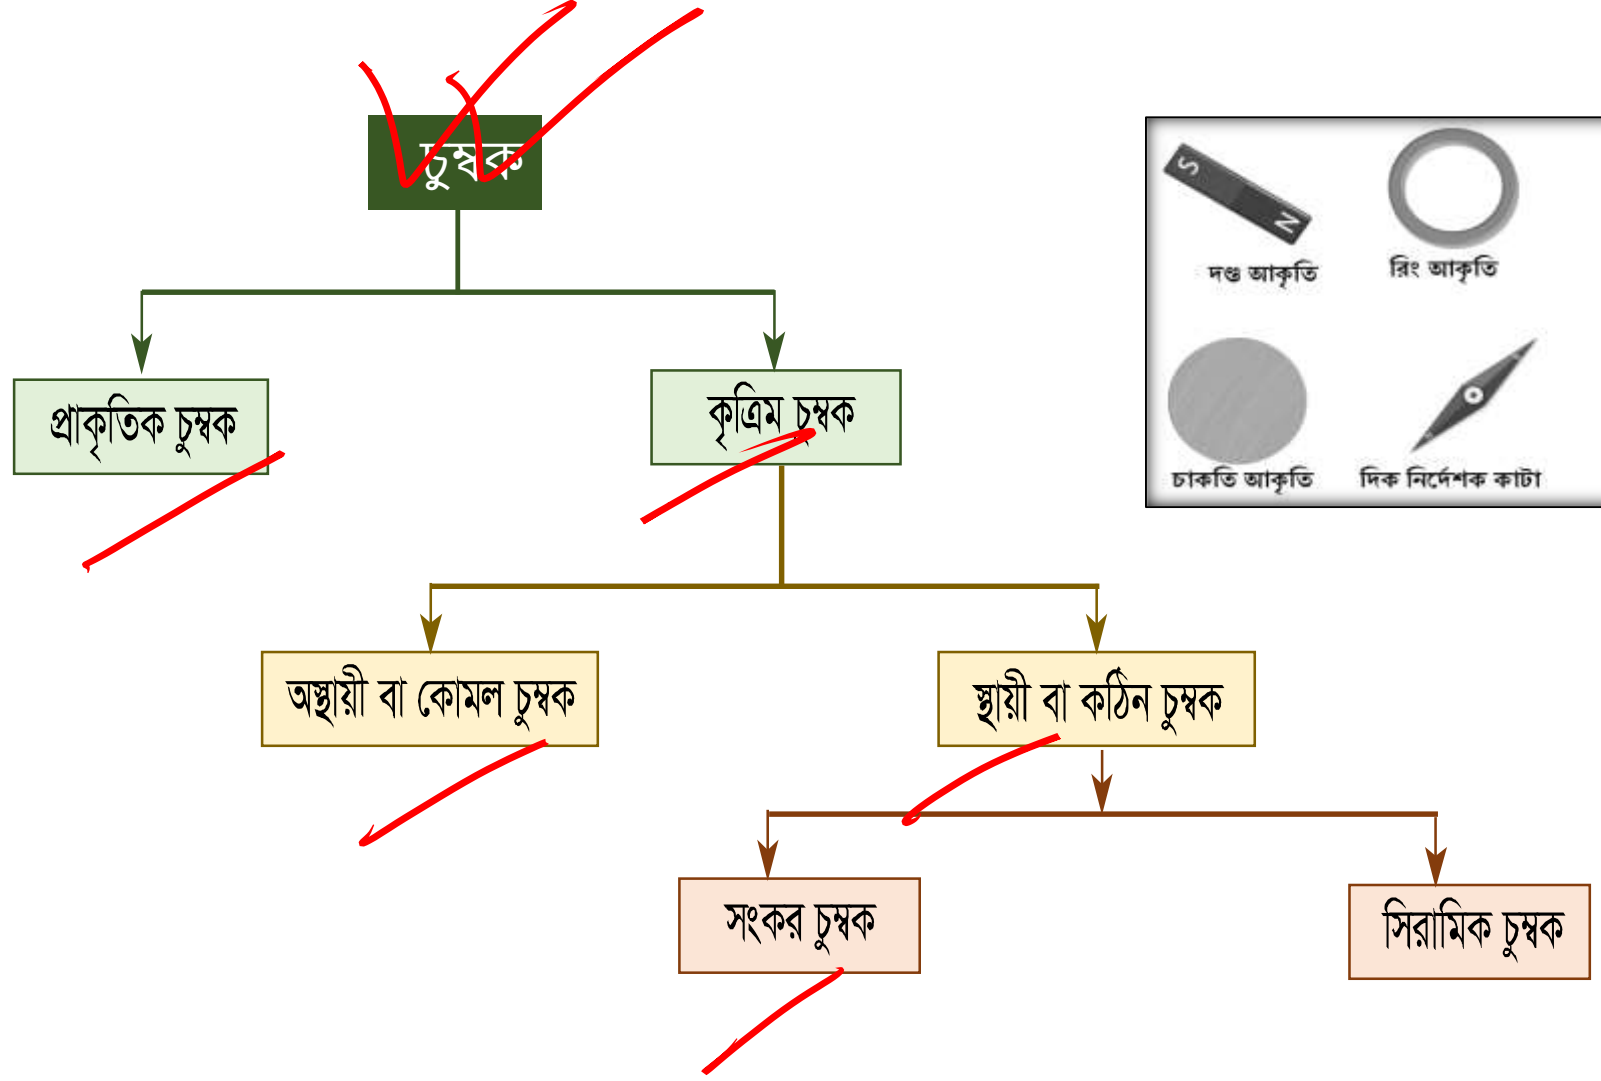 চুম্বক
S
N
দণ্ড আকৃতি
রিং আকৃতি
চাকতি আকৃতি
দিক নির্দেশক কাটা
প্রাকৃতিক চুম্বক
কৃত্রিম চুম্বক
অস্থায়ী বা কোমল চুম্বক
স্থায়ী বা কঠিন চুম্বক
সংকর চুম্বক
সিরামিক চুম্বক